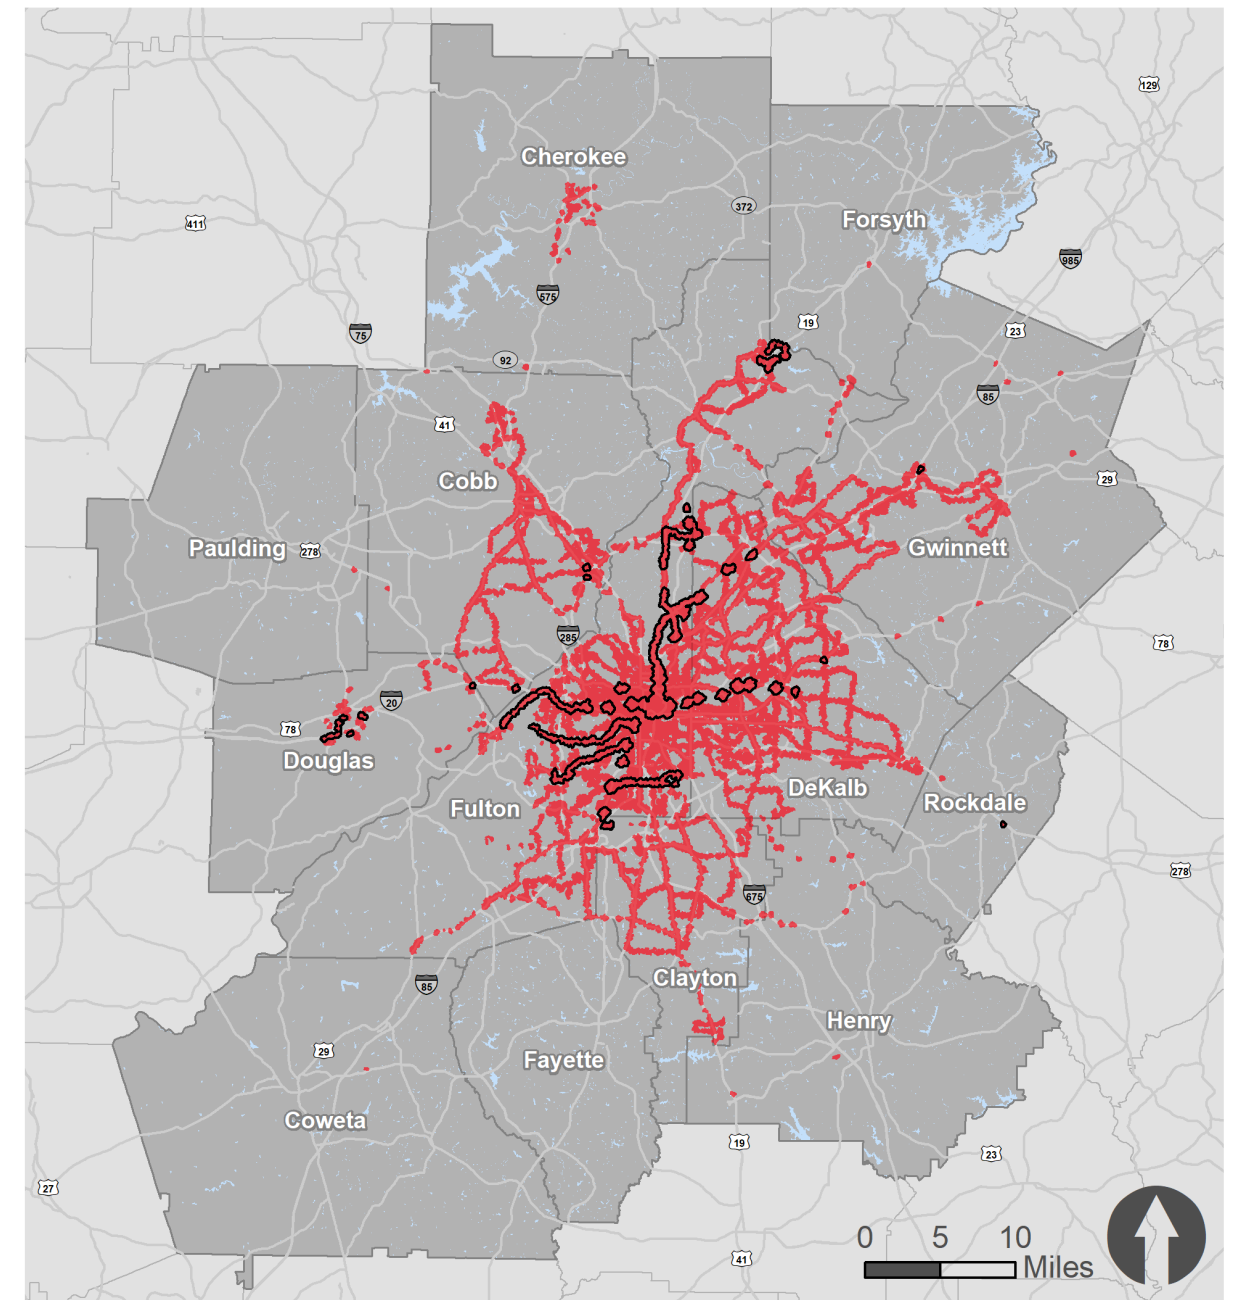 129
Cherokee
372
Forsyth
411
985
575
19
23
75
92
85
41
29
Cobb
Paulding
278
Gwinnett
285
78
20
78
Douglas
DeKalb
Fulton
Rockdale
278
675
Clayton
85
Henry
29
Fayette
Coweta
19
23
27
0 5 10
41
Miles